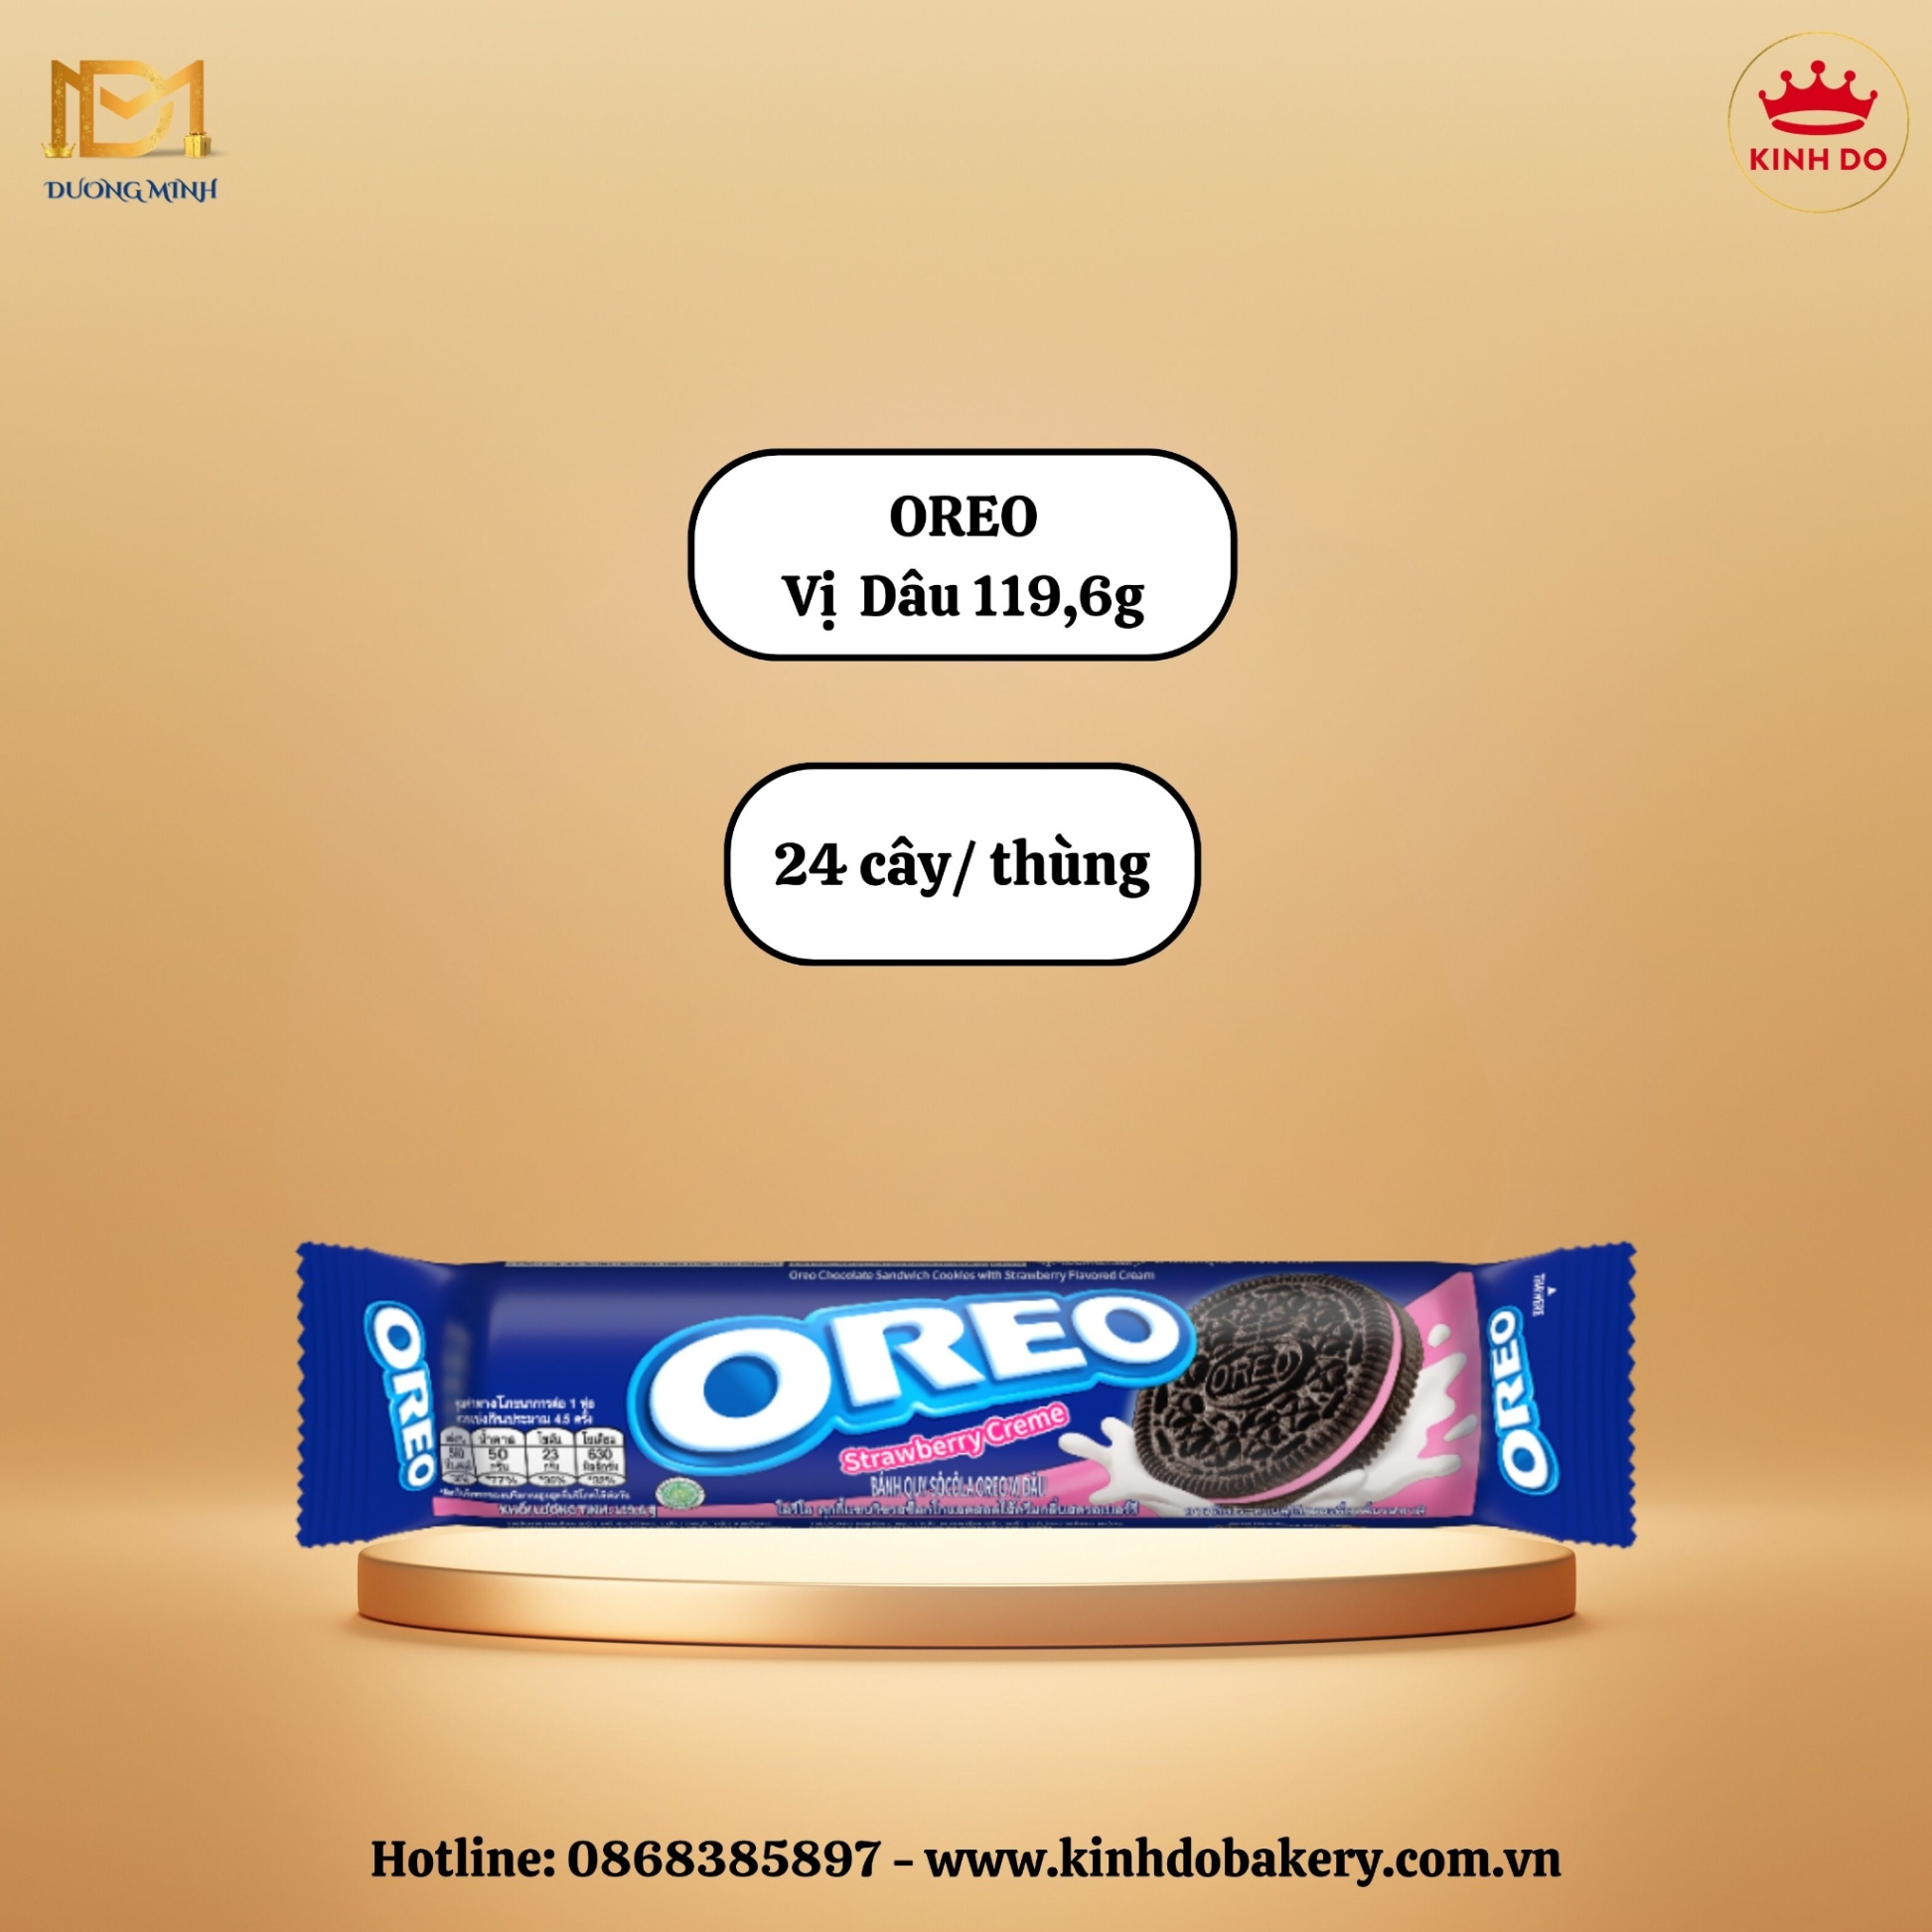 DƯƠNG MINH
KINH DO
OREO
Vị Dâu 119,6g
24 cây/ thùng
Oreo Chocolate Sandwich Cookies with Strawberry Flavored Cream
OREO
OREO
OREO
OREO
Strawberry Creme
BÁNH QUY SÔCÔLA OREO VỊ DÂU
50
23
630
Hotline: 0868385897 - www.kinhdobakery.com.vn